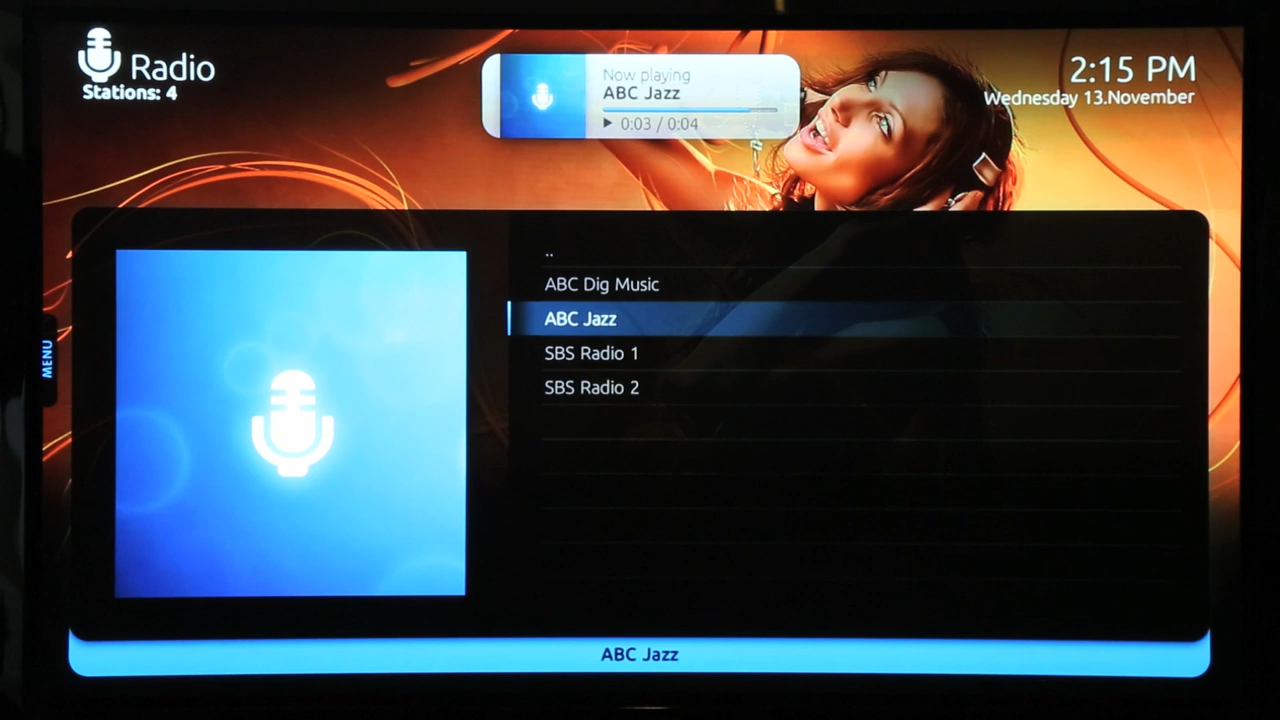 Radio
Stations: 4
Now playing
ABC Jazz
0:03 / 0:04
2:15 PM
Wednesday 13.November
MENU
..
ABC Dig Music
ABC Jazz
SBS Radio 1
SBS Radio 2
ABC Jazz